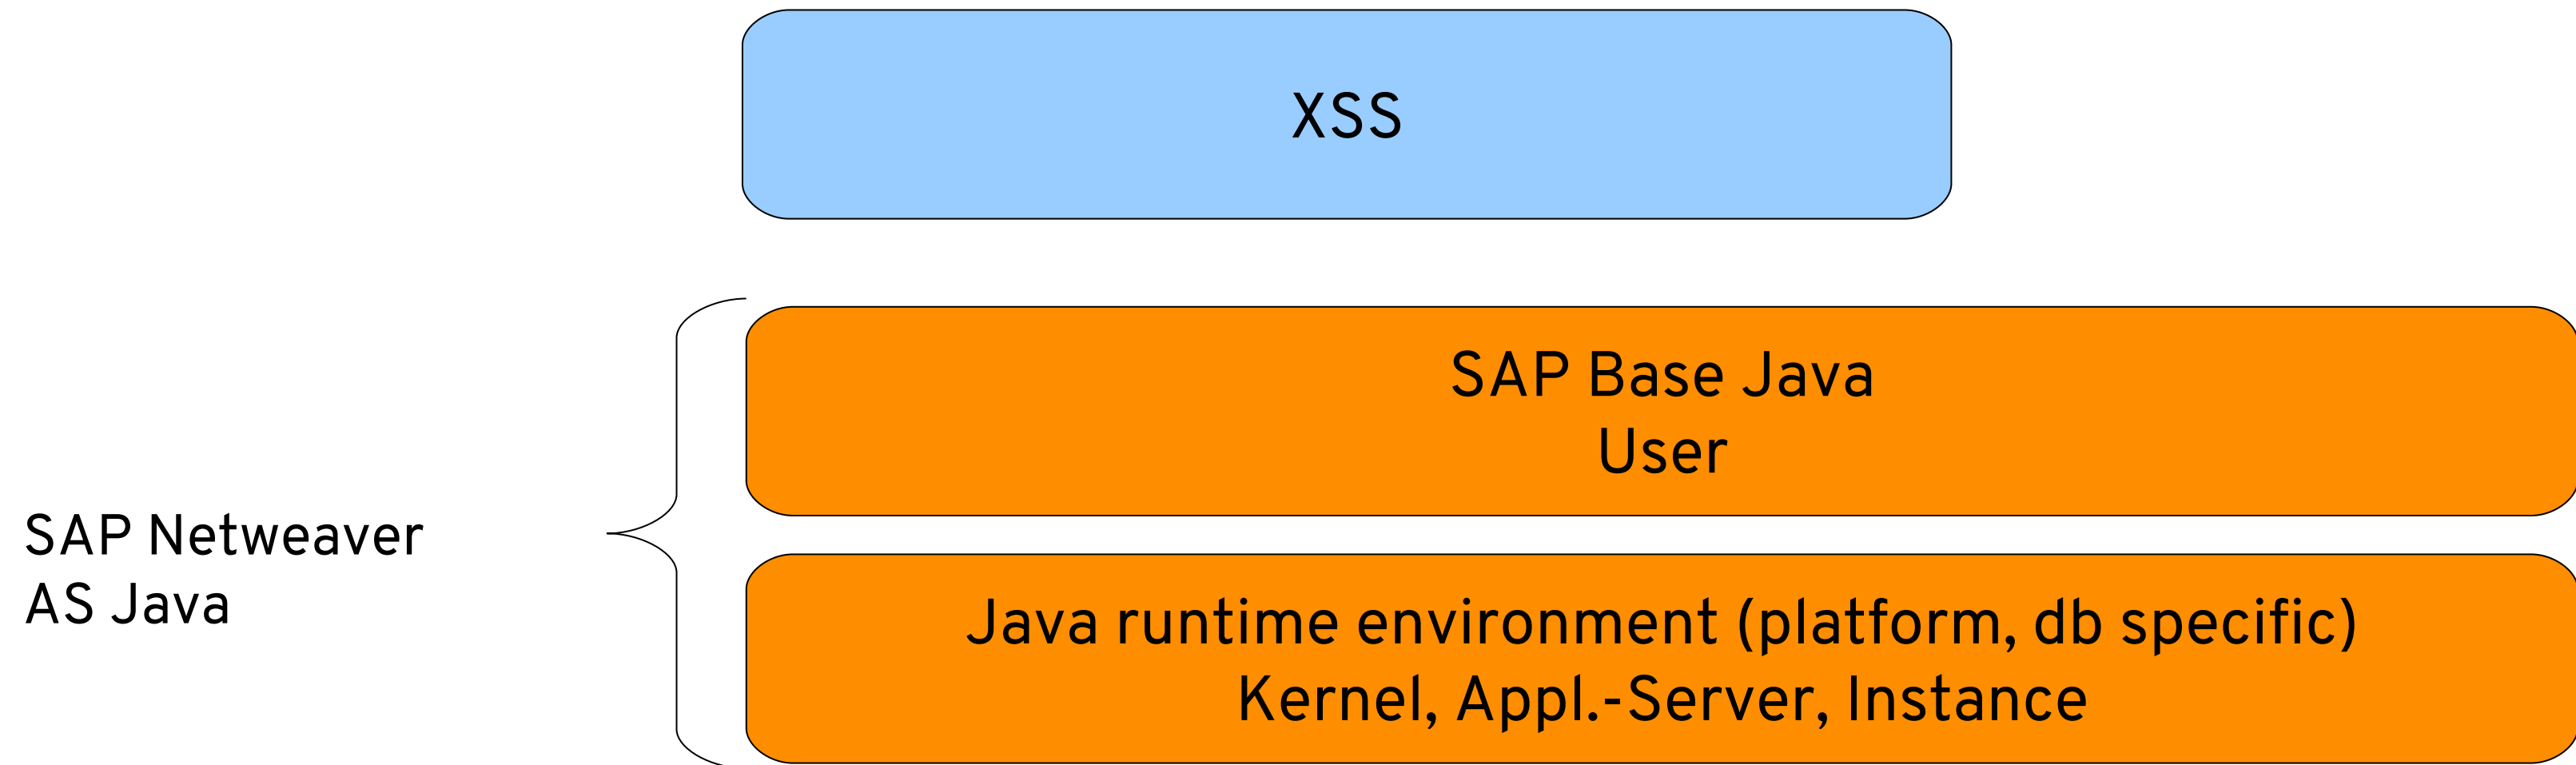 XSS
SAP Base Java
User
SAP Netweaver
AS Java
Java runtime environment (platform, db specific)
Kernel, Appl.-Server, Instance